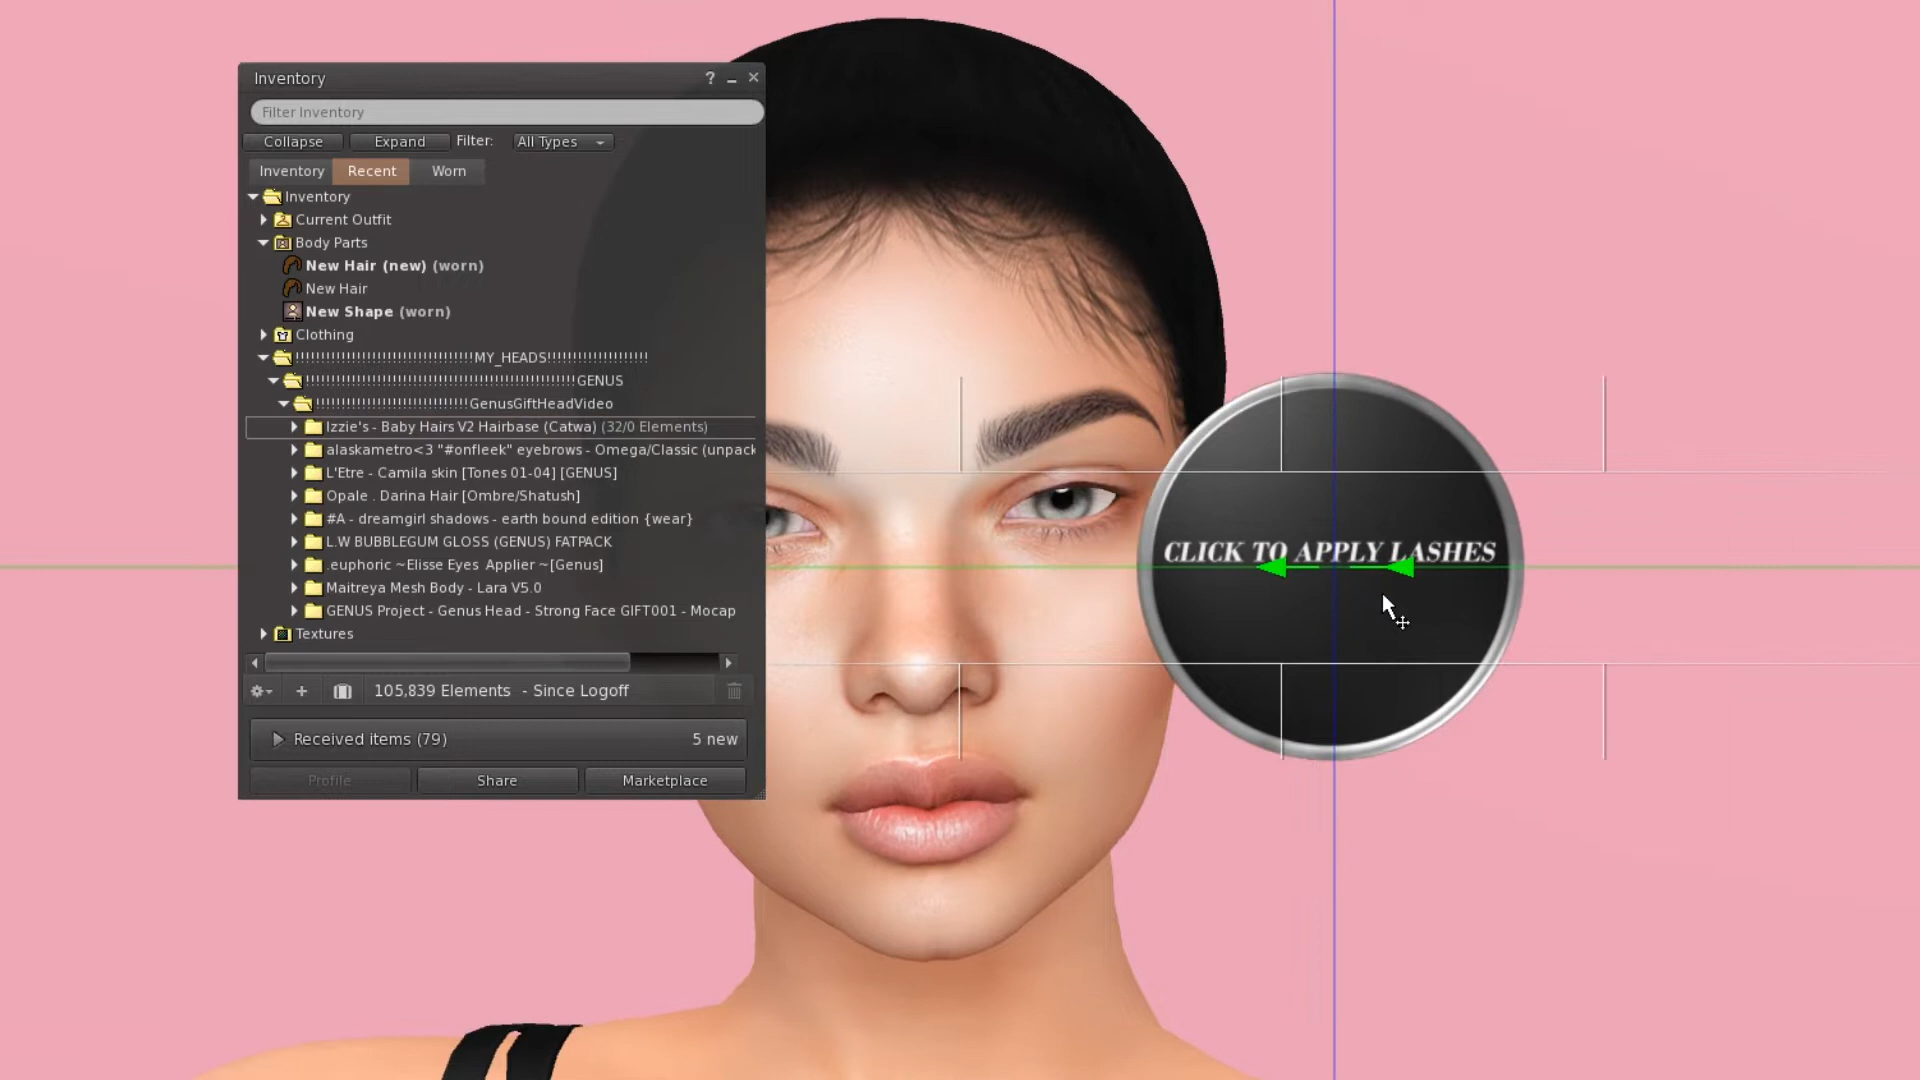 Inventory ? _ ×
Filter Inventory
Collapse Expand Filter: All Types
Inventory Recent Worn
Inventory
Current Outfit
Body Parts
New Hair (new) (worn)
New Hair
New Shape (worn)
Clothing
!!!!!!!!!!!!!!!!!!!!!!!!!!!!!!!!!!MY_HEADS!!!!!!!!!!!!!!!!!!!
!!!!!!!!!!!!!!!!!!!!!!!!!!!!!!!!!!!!!!!!!!!!!!!!!!!!GENUS
!!!!!!!!!!!!!!!!!!!!!!!!!!!!!GenusGiftHeadVideo
Izzie's - Baby Hairs V2 Hairbase (Catwa) (32/0 Elements)
alaskametro<3 "#onfleek" eyebrows - Omega/Classic (unpack
L'Etre - Camila skin [Tones 01-04] [GENUS]
Opale . Darina Hair [Ombre/Shatush]
#A - dreamgirl shadows - earth bound edition {wear}
L.W BUBBLEGUM GLOSS (GENUS) FATPACK
.euphoric ~Elisse Eyes Applier ~[Genus]
Maitreya Mesh Body - Lara V5.0
GENUS Project - Genus Head - Strong Face GIFT001 - Mocap
Textures
105,839 Elements - Since Logoff
Received items (79) 5 new
Profile Share Marketplace
CLICK TO APPLY LASHES